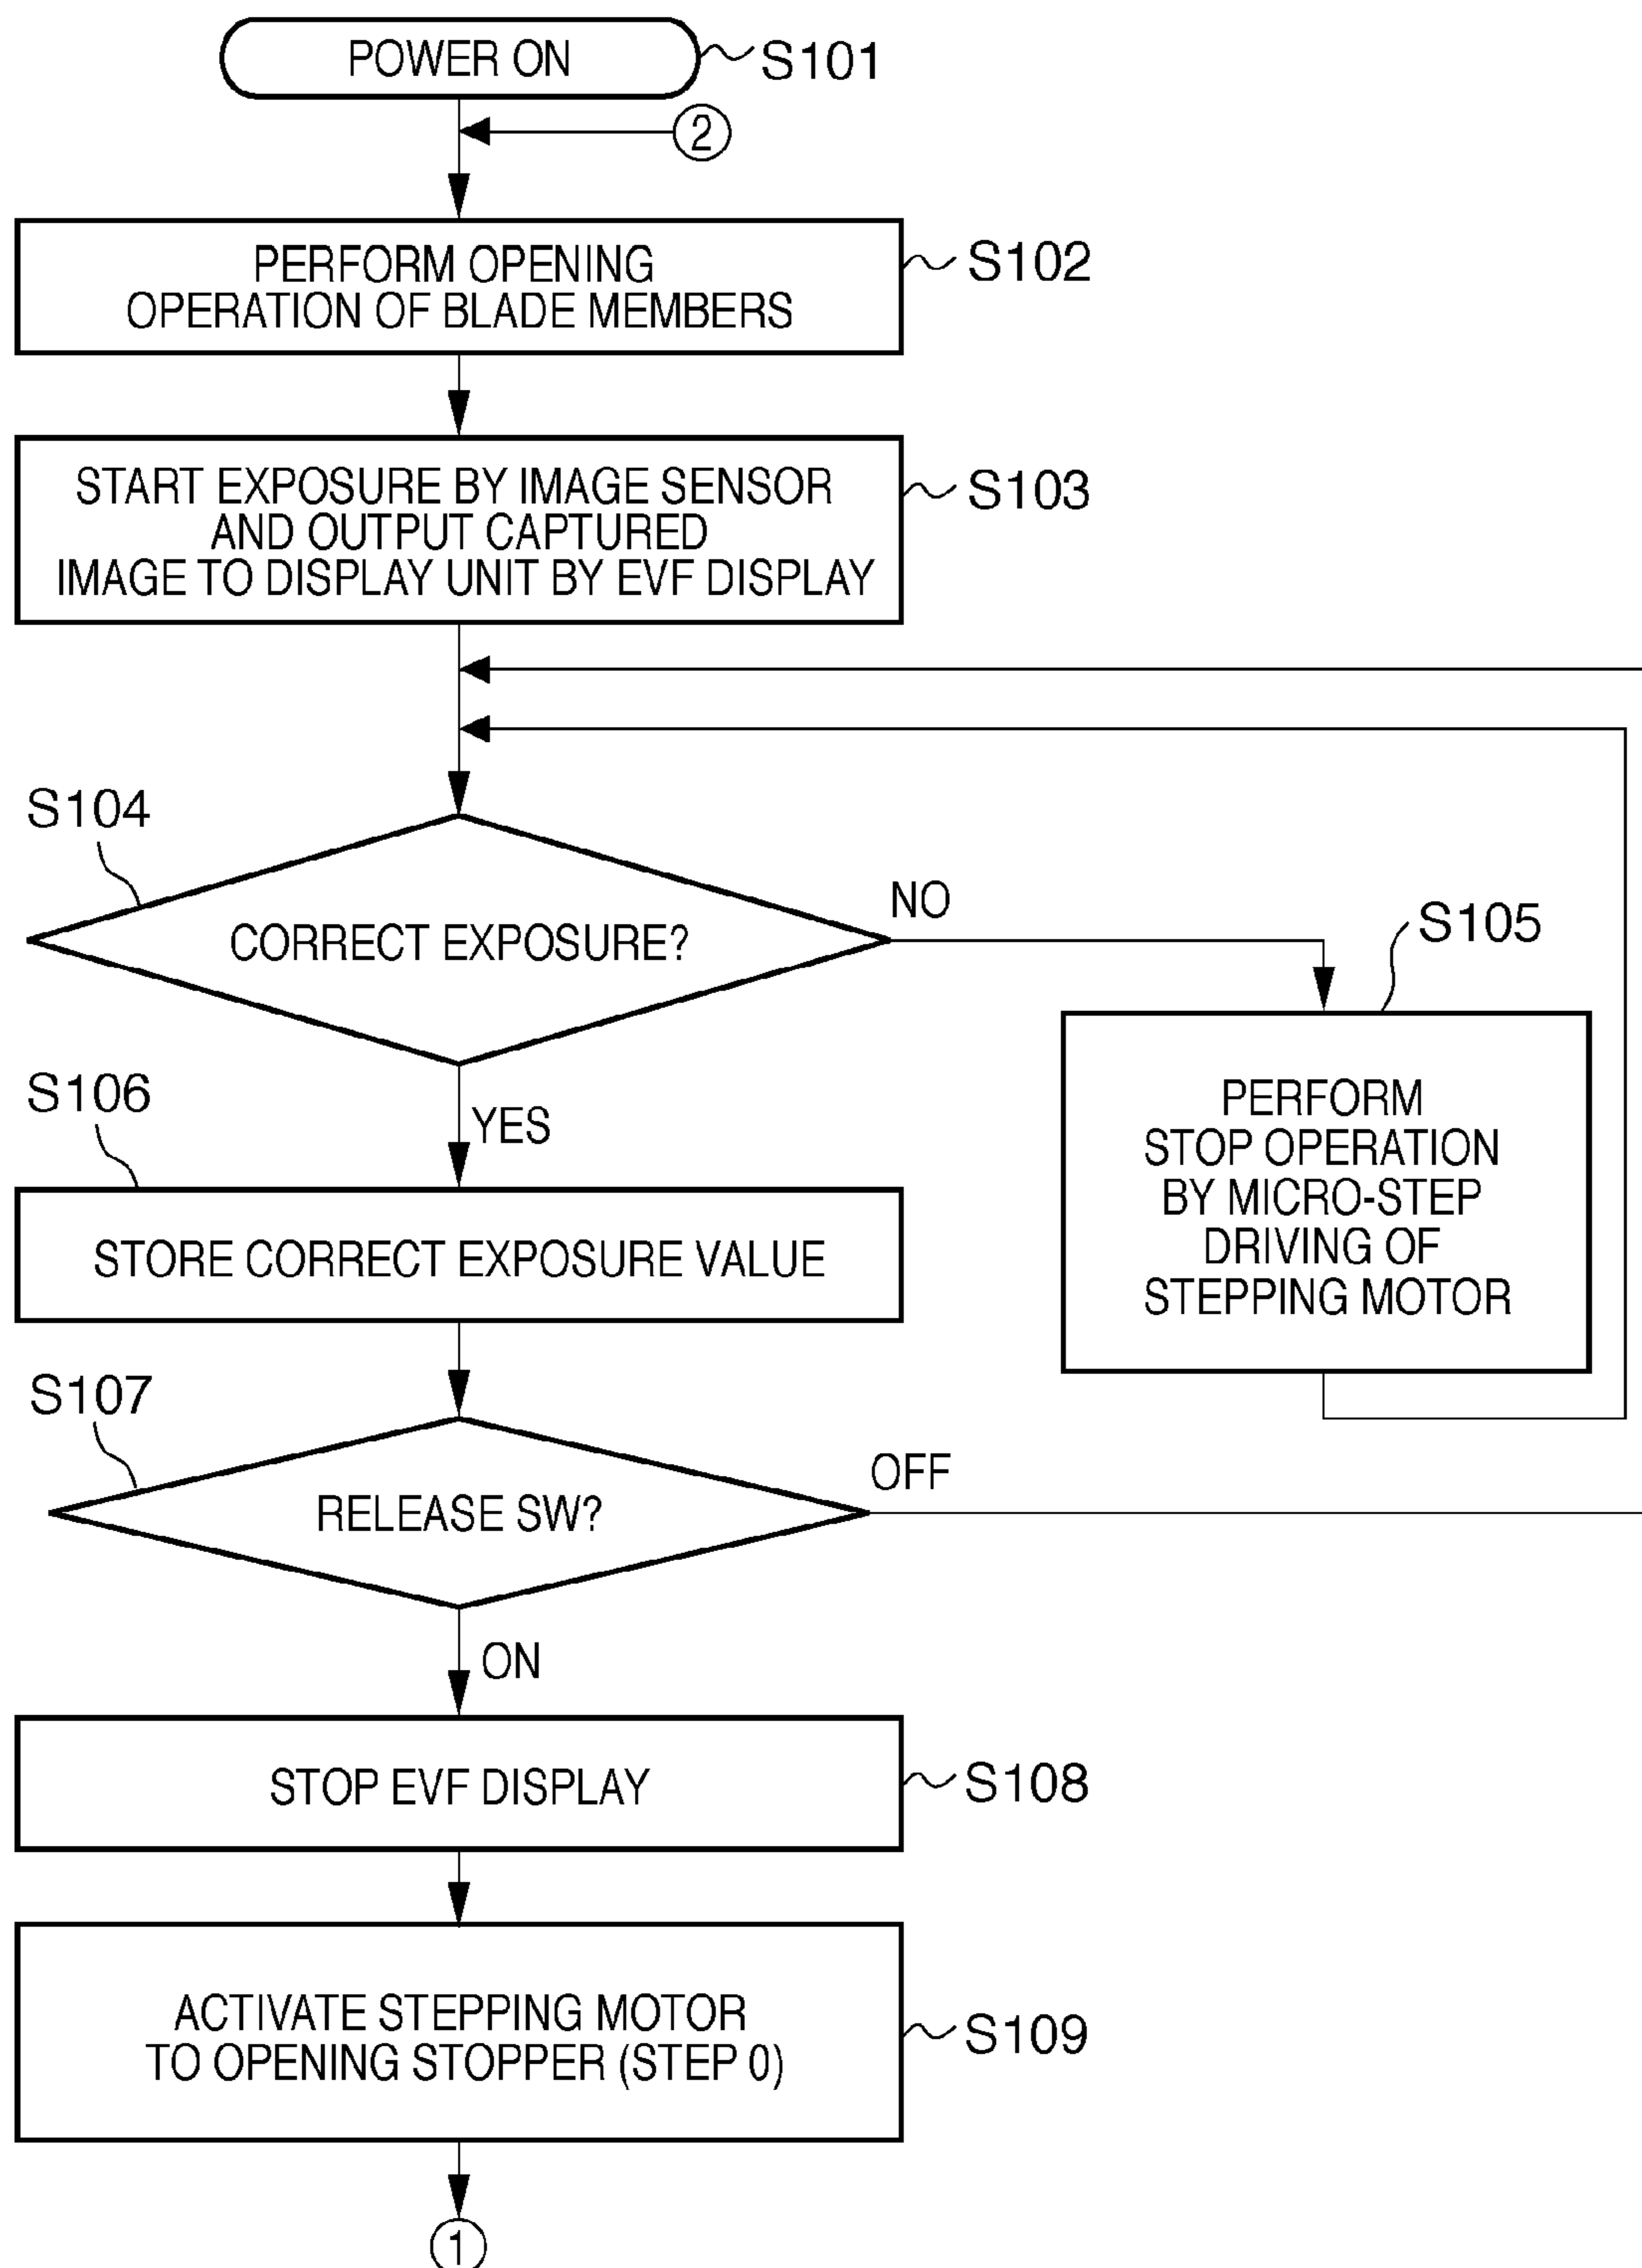 POWER ON
S101
2
PERFORM OPENING
OPERATION OF BLADE MEMBERS
S102
START EXPOSURE BY IMAGE SENSOR
AND OUTPUT CAPTURED
IMAGE TO DISPLAY UNIT BY EVF DISPLAY
S103
S104
CORRECT EXPOSURE?
NO
S105
PERFORM
STOP OPERATION
BY MICRO-STEP
DRIVING OF
STEPPING MOTOR
YES
S106
STORE CORRECT EXPOSURE VALUE
S107
RELEASE SW?
OFF
ON
STOP EVF DISPLAY
S108
ACTIVATE STEPPING MOTOR
TO OPENING STOPPER (STEP 0)
S109
1